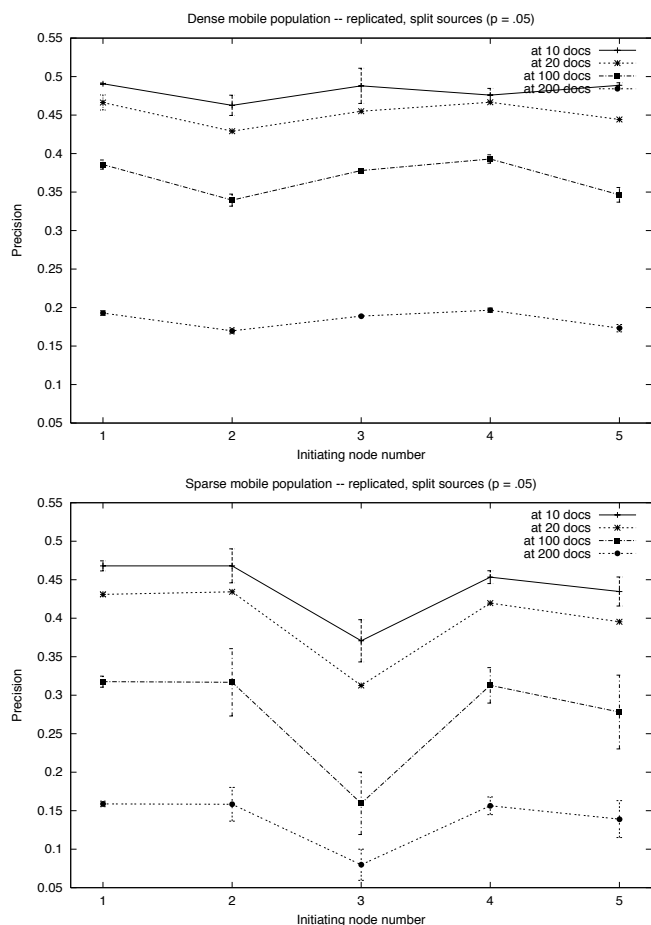 Dense mobile population -- replicated, split sources (p = .05)
0.55
0.5
0.45
0.4
0.35
0.3
0.25
0.2
0.15
0.1
0.05
Precision
at 10 docs
at 20 docs
at 100 docs
at 200 docs
1 2 3 4 5
Initiating node number
Sparse mobile population -- replicated, split sources (p = .05)
0.55
0.5
0.45
0.4
0.35
0.3
0.25
0.2
0.15
0.1
0.05
Precision
at 10 docs
at 20 docs
at 100 docs
at 200 docs
1 2 3 4 5
Initiating node number